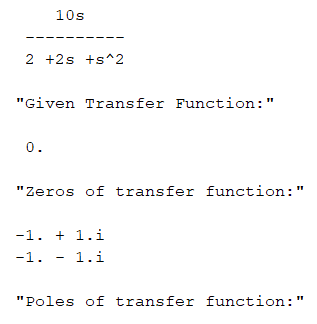 10s
----------
2 +2s +s^2
"Given Transfer Function:"
0.
"Zeros of transfer function:"
-1. + 1.i
-1. - 1.i
"Poles of transfer function:"